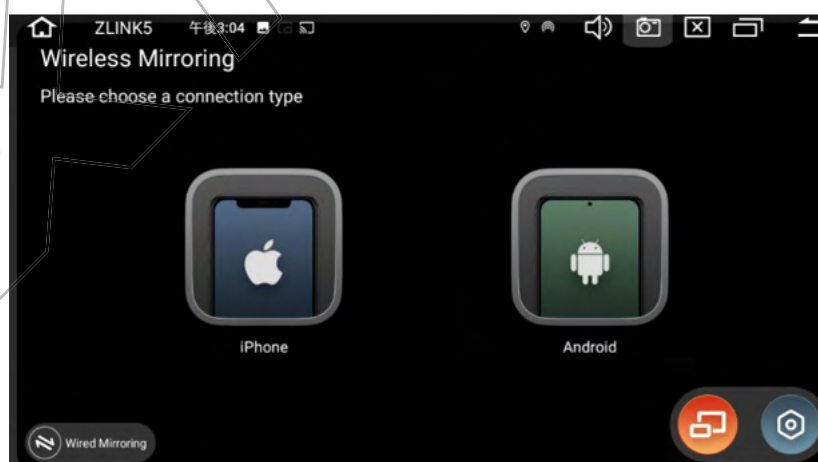 ZLINK5 午後3:04
Wireless Mirroring
Please choose a connection type
iPhone
Android
Wired Mirroring